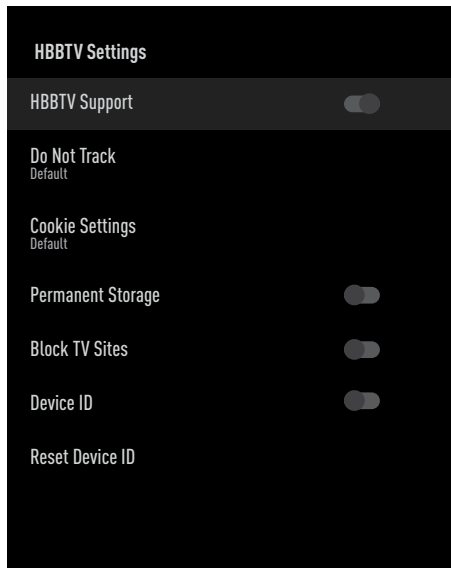 HBBTV Settings
HBBTV Support
Do Not Track
Default
Cookie Settings
Default
Permanent Storage
Block TV Sites
Device ID
Reset Device ID